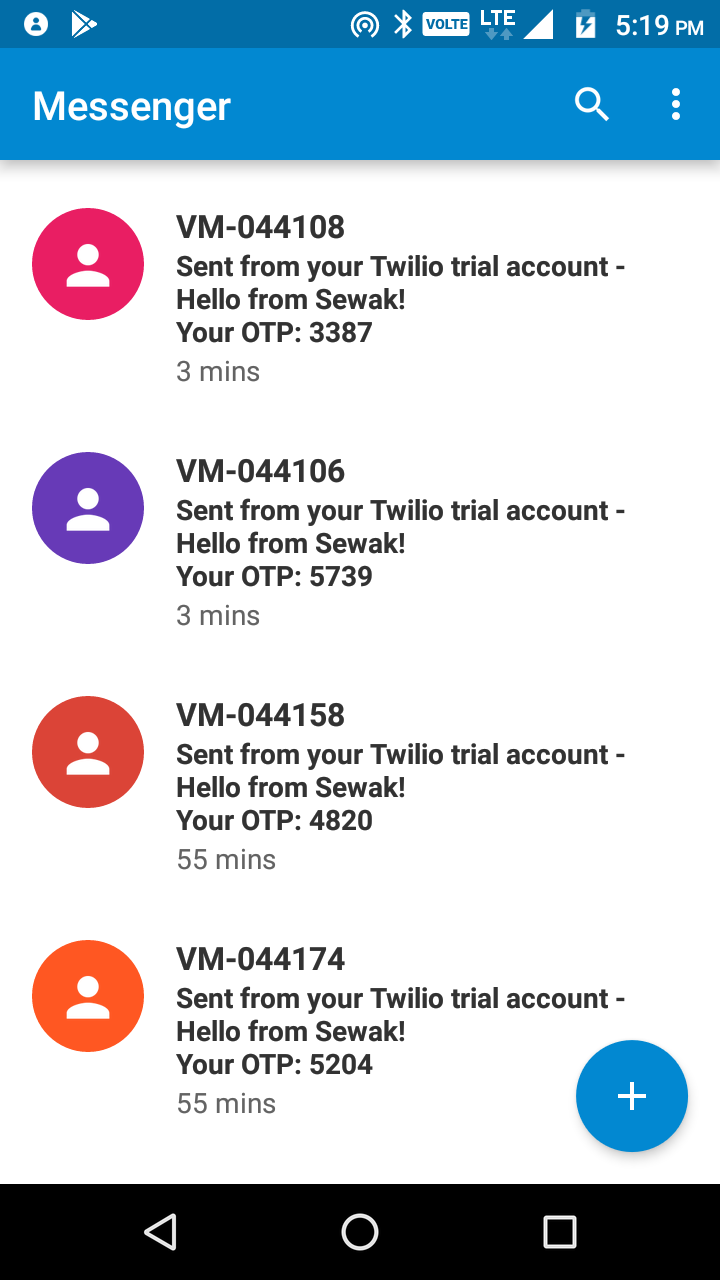 VOLTE LTE 5:19 PM
Messenger
VM-044108
Sent from your Twilio trial account -
Hello from Sewak!
Your OTP: 3387
3 mins
VM-044106
Sent from your Twilio trial account -
Hello from Sewak!
Your OTP: 5739
3 mins
VM-044158
Sent from your Twilio trial account -
Hello from Sewak!
Your OTP: 4820
55 mins
VM-044174
Sent from your Twilio trial account -
Hello from Sewak!
Your OTP: 5204
55 mins